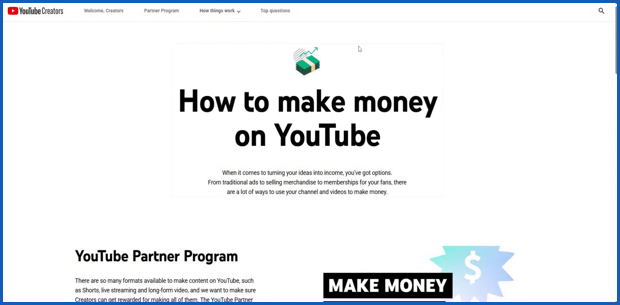 YouTube Creators
Welcome, Creators
Partner Program
How things work
Top questions
How to make money
on YouTube
When it comes to turning your ideas into income, you've got options.
From traditional ads to selling merchandise to memberships for your fans, there
are a lot of ways to use your channel and videos to make money.
YouTube Partner Program
There are so many formats available to make content on YouTube, such
as Shorts, live streaming and long-form video, and we want to make sure
Creators can get rewarded for making all of them. The YouTube Partner
$
MAKE MONEY